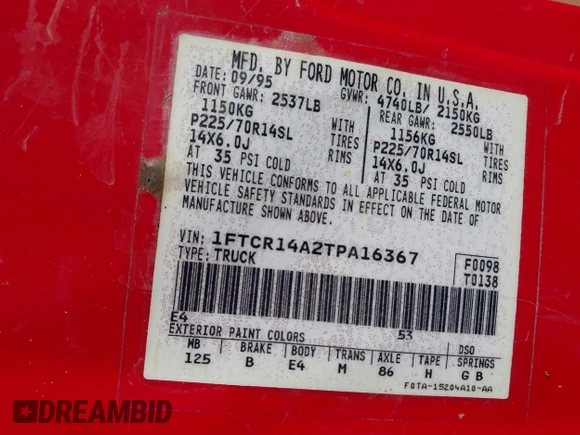 MFD. BY FORD MOTOR CO. IN U.S.A.
DATE: 09/95 GVWR: 4740LB/ 2150KG
FRONT GAWR: 2537LB REAR GAWR: 2550LB
1150KG WITH 1156KG WITH
P225/70R14SL TIRES P225/70R14SL TIRES
14X6.0J RIMS 14X6.0J RIMS
AT 35 PSI COLD AT 35 PSI COLD
THIS VEHICLE CONFORMS TO ALL APPLICABLE FEDERAL MOTOR
VEHICLE SAFETY STANDARDS IN EFFECT ON THE DATE OF
MANUFACTURE SHOWN ABOVE.
VIN: 1FTCR14A2TPA16367 F0098
TYPE: TRUCK T0138
E4 53
EXTERIOR PAINT COLORS DSO
WB BRAKE BODY TRANS AXLE TAPE SPRINGS
125 B E4 M 86 H G B
F0TA-15204A10-AA
DREAMBID